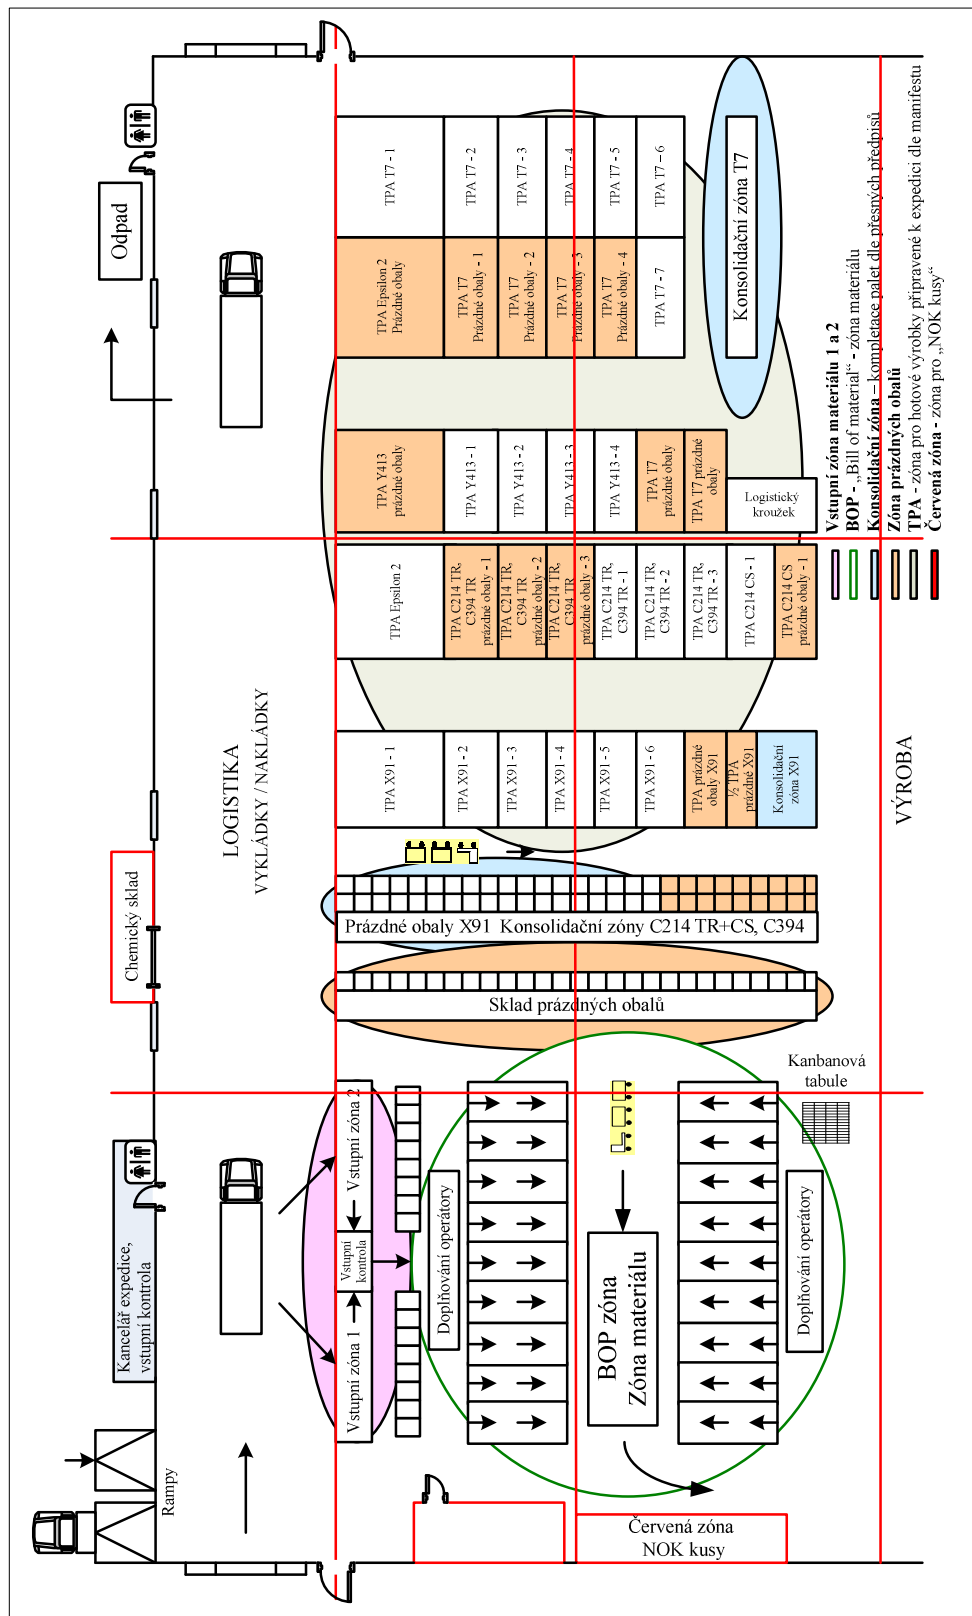 Odpad
TPA T7 - 1
TPA T7 - 2
TPA T7 - 3
TPA T7 - 4
TPA T7 - 5
TPA T7 – 6
TPA Epsilon 2
Prázdné obaly
TPA T7
Prázdné obaly - 1
TPA T7
Prázdné obaly - 2
TPA T7
Prázdné obaly - 3
TPA T7
Prázdné obaly - 4
TPA T7 - 7
Konsolidační zóna T7
TPA Y413
prázdné obaly
TPA Y413 - 1
TPA Y413 - 2
TPA Y413 - 3
TPA Y413 - 4
TPA T7
prázdné obaly
TPA T7 prázdné
obaly
Logistický
kroužek
TPA Epsilon 2
TPA C214 TR,
C394 TR
prázdné obaly - 1
TPA C214 TR,
C394 TR
prázdné obaly - 2
TPA C214 TR,
C394 TR
prázdné obaly - 3
TPA C214 TR,
C394 TR - 1
TPA C214 TR,
C394 TR - 2
TPA C214 TR,
C394 TR - 3
TPA C214 CS - 1
TPA C214 CS
prázdné obaly - 1
Vstupní zóna materiálu 1 a 2
BOP - „Bill of material“ - zóna materiálu
Konsolidační zóna – kompletace palet dle přesných předpisů
Zóna prázdných obalů
TPA - zóna pro hotové výrobky připravené k expedici dle manifestu
Červená zóna - zóna pro „NOK kusy“
LOGISTIKA
VYKLÁDKY / NAKLÁDKY
TPA X91 - 1
TPA X91 - 2
TPA X91 - 3
TPA X91 - 4
TPA X91 - 5
TPA X91 - 6
TPA prázdné
obaly X91
½ TPA
prázdné X91
Konsolidační
zóna X91
VÝROBA
Chemický sklad
Prázdné obaly X91 Konsolidační zóny C214 TR+CS, C394
Sklad prázdných obalů
Kanbanová
tabule
Kancelář expedice,
vstupní kontrola
Vstupní zóna 2
Vstupní
kontrola
Vstupní zóna 1
Doplňování operátory
BOP zóna
Zóna materiálu
Doplňování operátory
Rampy
Červená zóna
NOK kusy